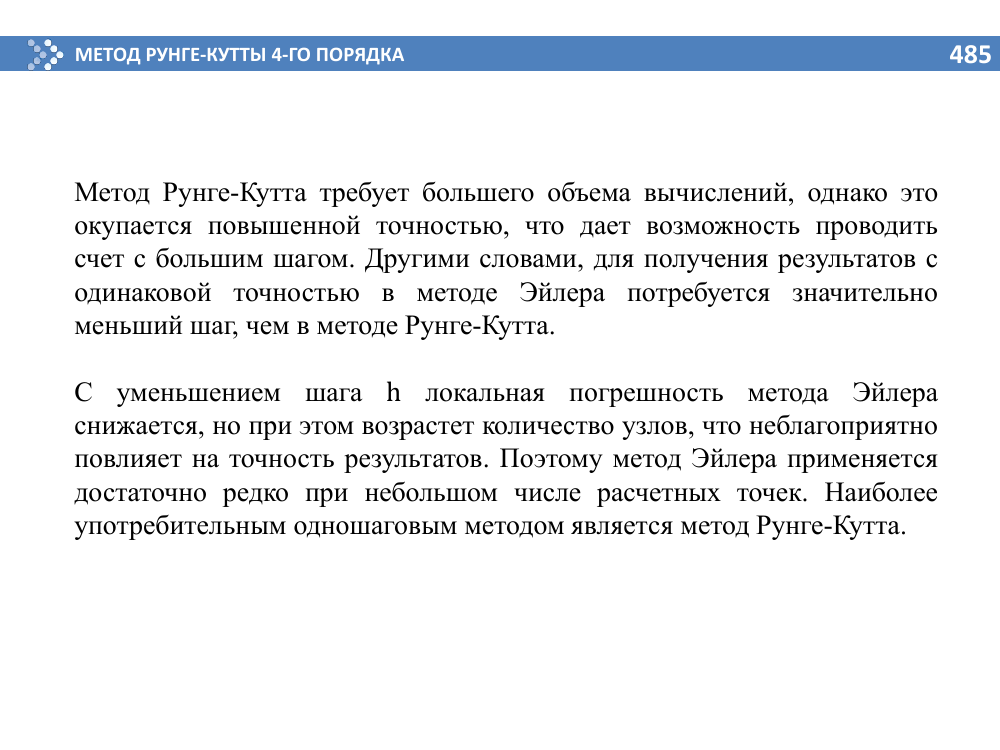 МЕТОД РУНГЕ-КУТТЫ 4-ГО ПОРЯДКА
485
Метод Рунге-Кутта требует большего объема вычислений, однако это
окупается повышенной точностью, что дает возможность проводить
счет с большим шагом. Другими словами, для получения результатов с
одинаковой точностью в методе Эйлера потребуется значительно
меньший шаг, чем в методе Рунге-Кутта.
С уменьшением шага h локальная погрешность метода Эйлера
снижается, но при этом возрастет количество узлов, что неблагоприятно
повлияет на точность результатов. Поэтому метод Эйлера применяется
достаточно редко при небольшом числе расчетных точек. Наиболее
употребительным одношаговым методом является метод Рунге-Кутта.